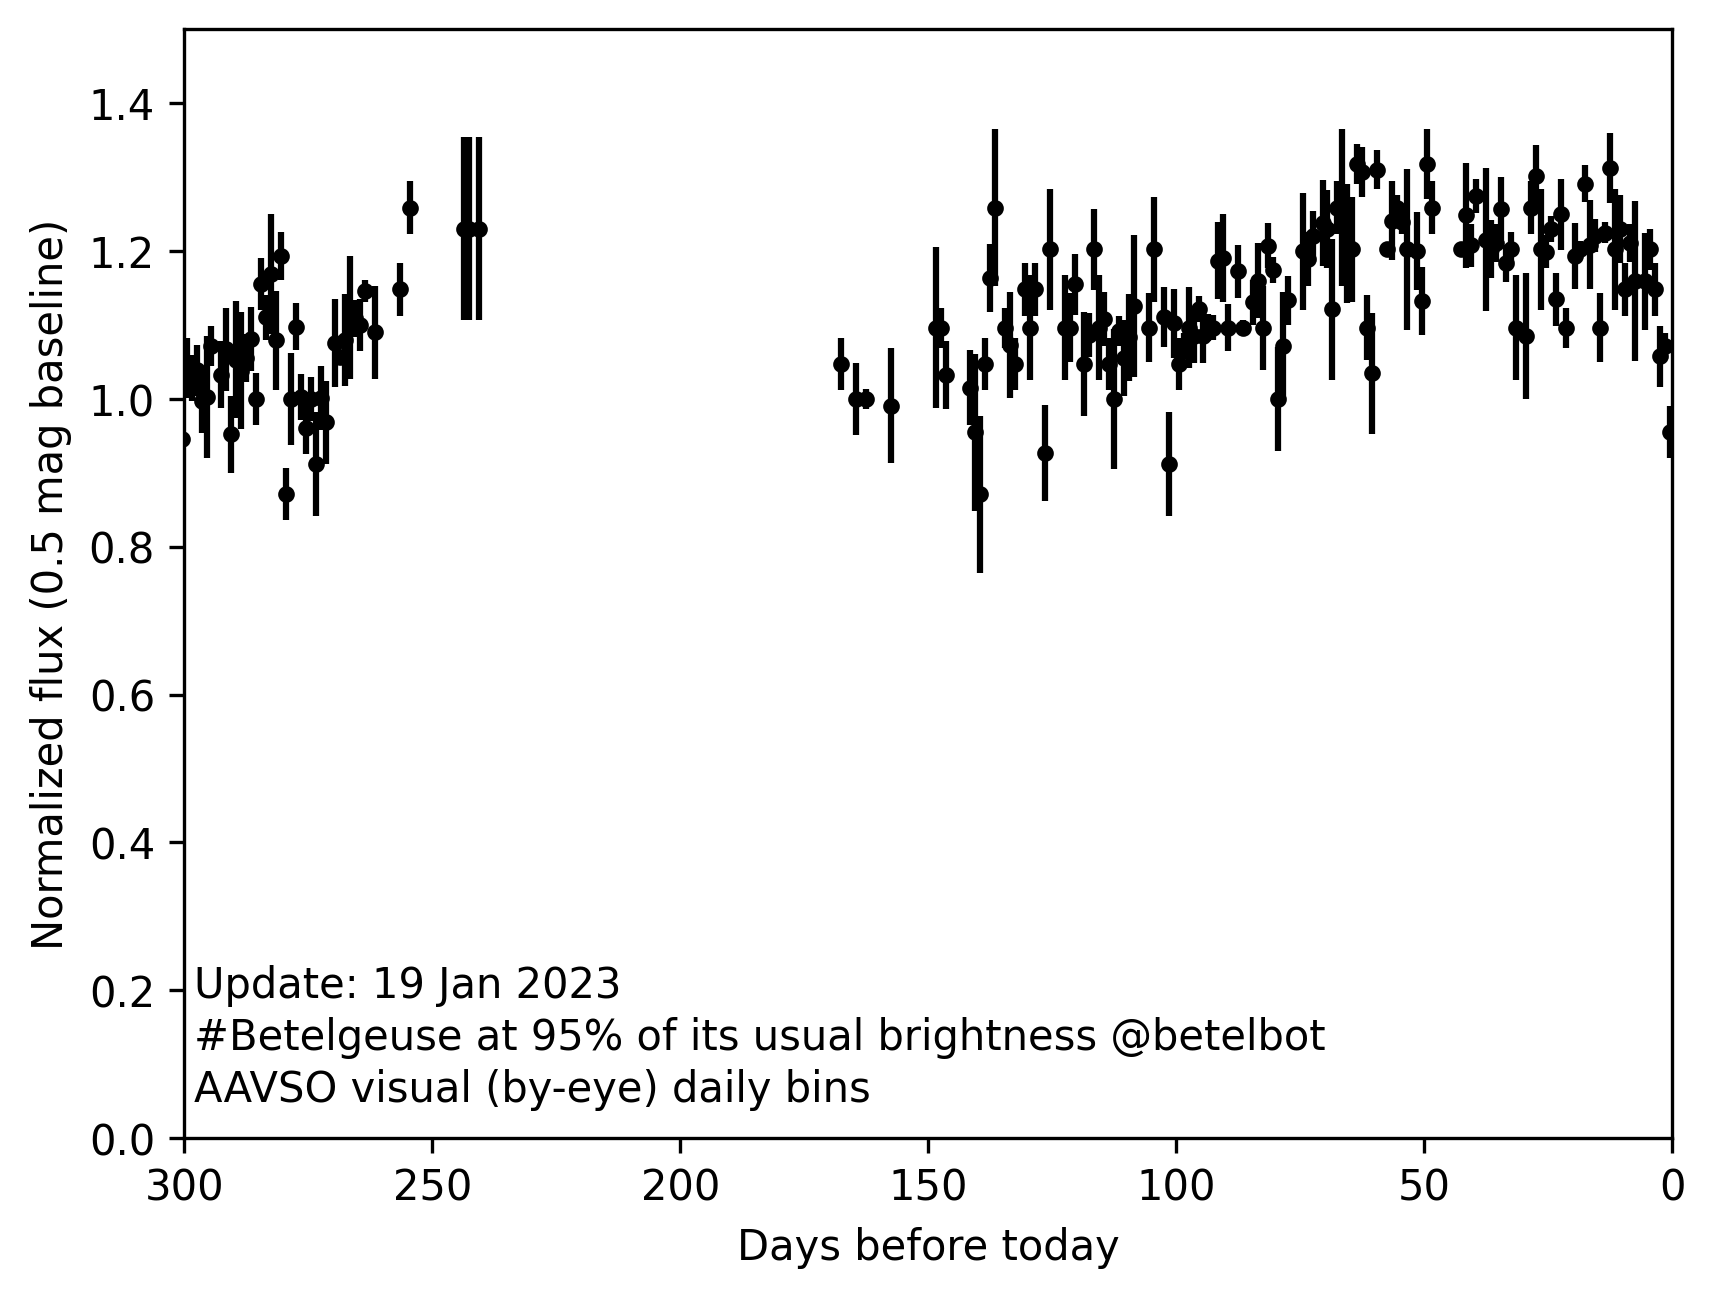 1.4
1.2
1.0
0.8
0.6
0.4
0.2
0.0
Normalized flux (0.5 mag baseline)
Update: 19 Jan 2023
#Betelgeuse at 95% of its usual brightness @betelbot
AAVSO visual (by-eye) daily bins
300 250 200 150 100 50 0
Days before today